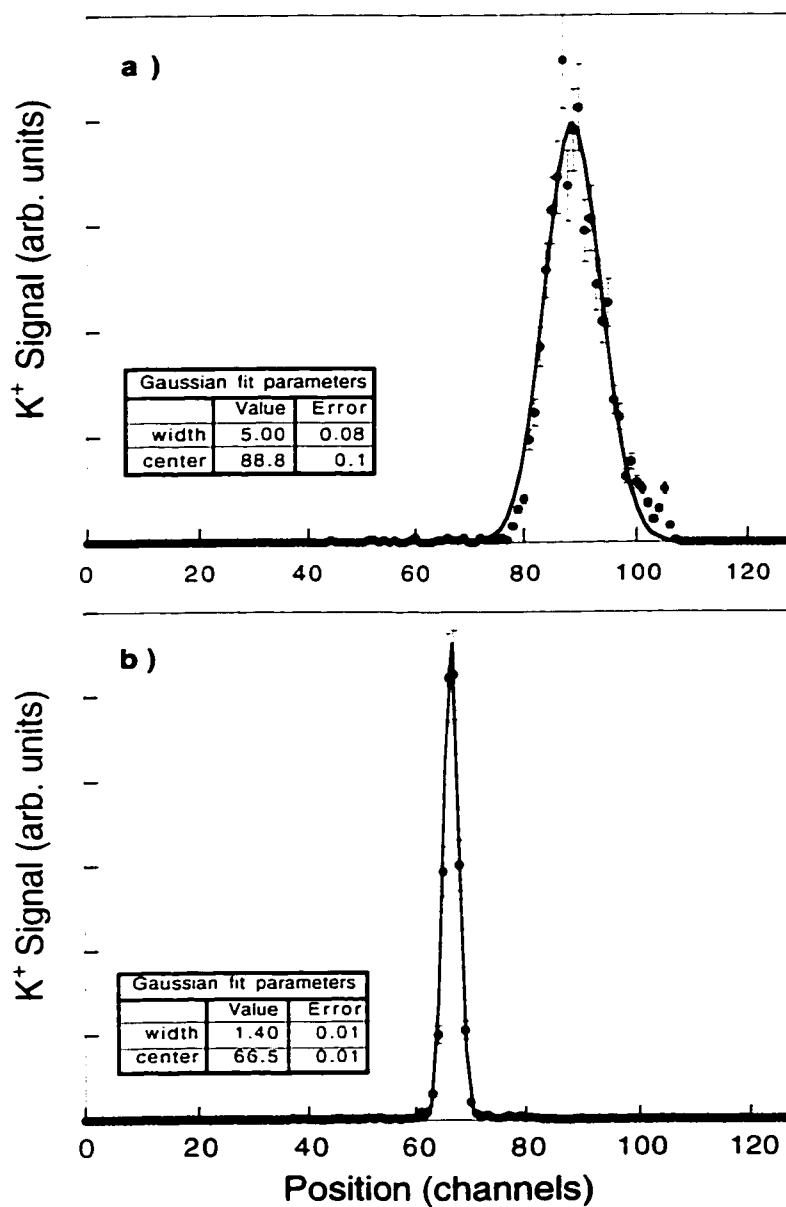 a )
K+ Signal (arb. units)
Gaussian fit parameters
Value Error
width 5.00 0.08
center 88.8 0.1
0 20 40 60 80 100 120
b )
K+ Signal (arb. units)
Gaussian fit parameters
Value Error
width 1.40 0.01
center 66.5 0.01
0 20 40 60 80 100 120
Position (channels)